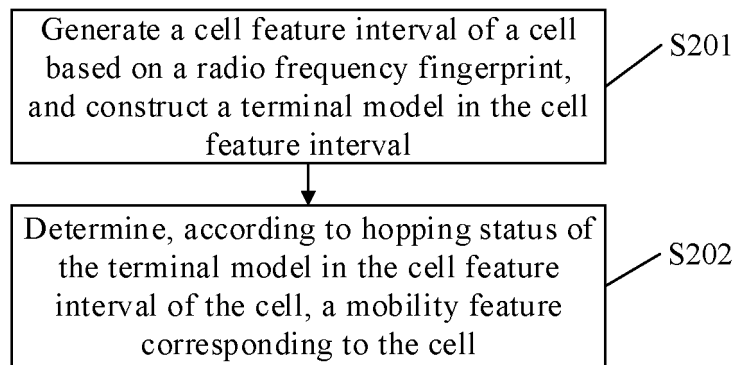 Generate a cell feature interval of a cell
based on a radio frequency fingerprint,
and construct a terminal model in the cell
feature interval
S201
Determine, according to hopping status of
the terminal model in the cell feature
interval of the cell, a mobility feature
corresponding to the cell
S202